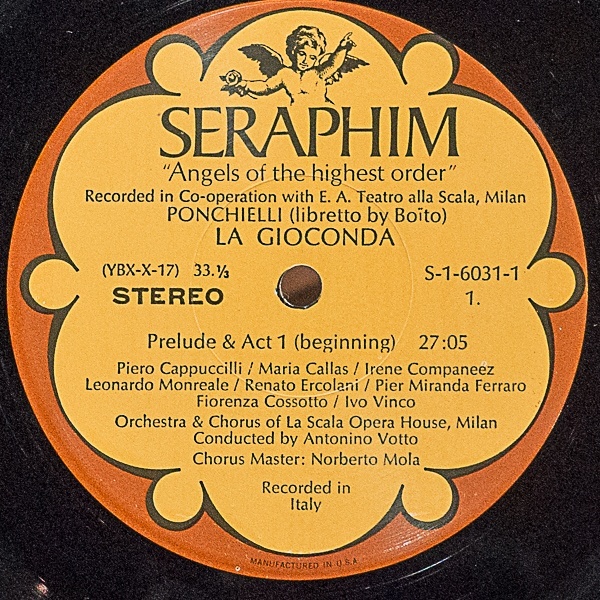 SERAPHIM
"Angels of the highest order"
Recorded in Co-operation with E. A. Teatro alla Scala, Milan
PONCHIELLI (libretto by Boïto)
LA GIOCONDA
(YBX-X-17) 33.⅓ S-1-6031-1
STEREO 1.
Prelude & Act 1 (beginning) 27:05
Piero Cappuccilli / Maria Callas / Irene Companeez
Leonardo Monreale / Renato Ercolani / Pier Miranda Ferraro
Fiorenza Cossotto / Ivo Vinco
Orchestra & Chorus of La Scala Opera House, Milan
Conducted by Antonino Votto
Chorus Master: Norberto Mola
Recorded in
Italy
MANUFACTURED IN U.S.A